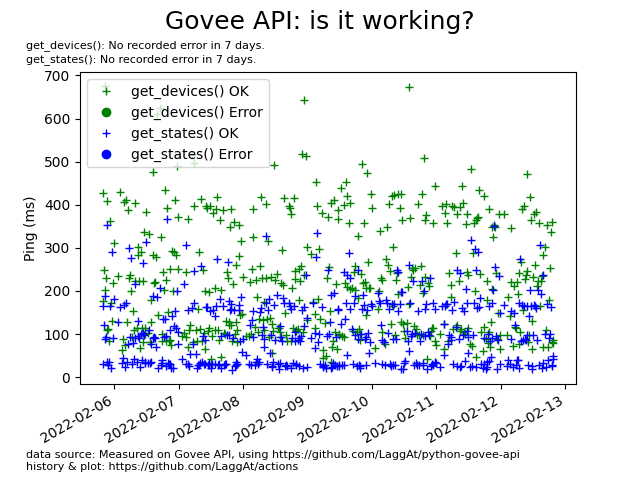 Govee API: is it working?
get_devices(): No recorded error in 7 days.
get_states(): No recorded error in 7 days.
700
600
500
400
300
200
100
0
Ping (ms)
get_devices() OK
get_devices() Error
get_states() OK
get_states() Error
2022-02-06
2022-02-07
2022-02-08
2022-02-09
2022-02-10
2022-02-11
2022-02-12
2022-02-13
data source: Measured on Govee API, using https://github.com/LaggAt/python-govee-api
history & plot: https://github.com/LaggAt/actions